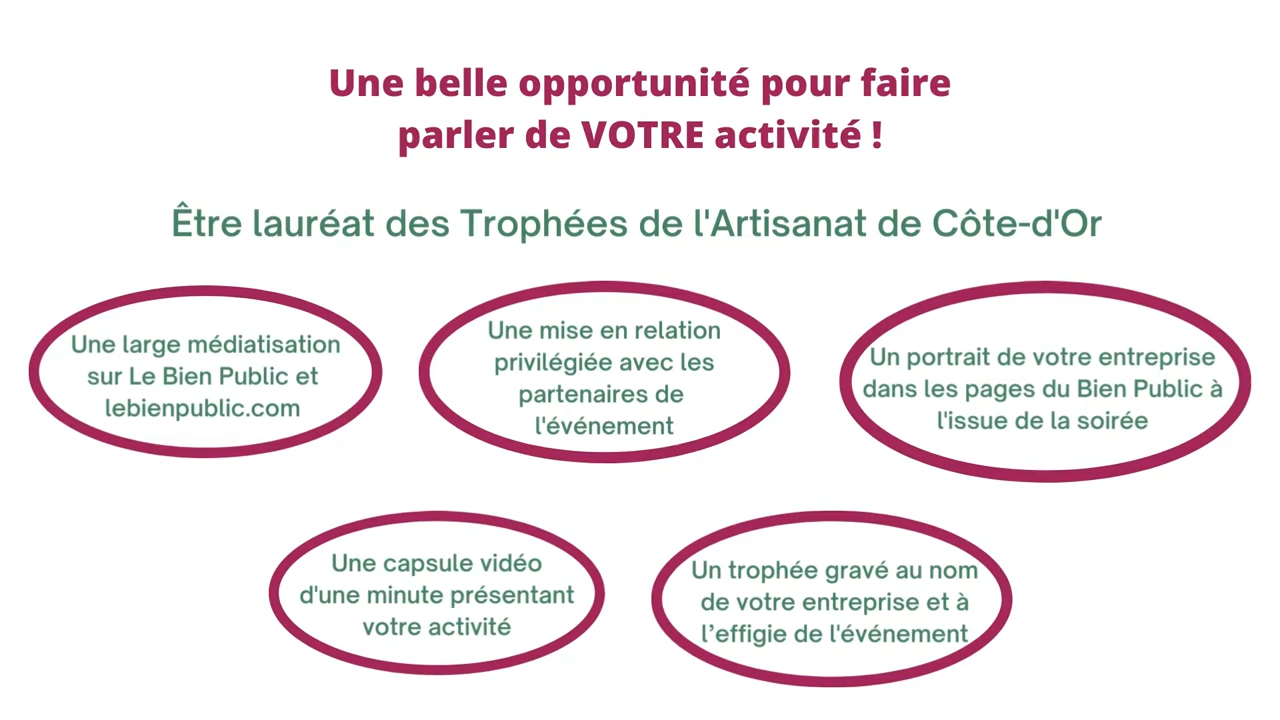 Une belle opportunité pour faire
parler de VOTRE activité !
Être lauréat des Trophées de l'Artisanat de Côte-d'Or
Une large médiatisation
sur Le Bien Public et
lebienpublic.com
Une mise en relation
privilégiée avec les
partenaires de
l'événement
Un portrait de votre entreprise
dans les pages du Bien Public à
l'issue de la soirée
Une capsule vidéo
d'une minute présentant
votre activité
Un trophée gravé au nom
de votre entreprise et à
l’effigie de l'événement